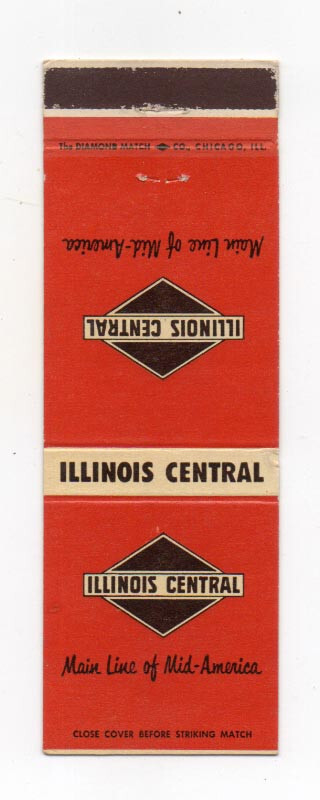 The DIAMOND MATCH CO., CHICAGO, ILL.
Main Line of Mid-America
ILLINOIS CENTRAL
ILLINOIS CENTRAL
ILLINOIS CENTRAL
Main Line of Mid-America
CLOSE COVER BEFORE STRIKING MATCH